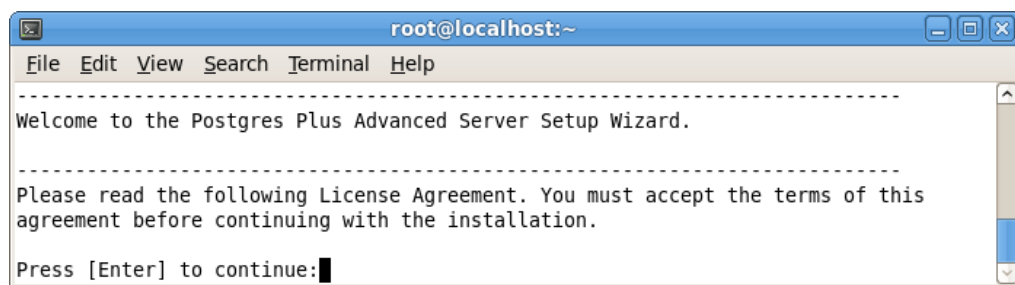 root@localhost:~
File Edit View Search Terminal Help
--------------------------------------------------------------------------------
Welcome to the Postgres Plus Advanced Server Setup Wizard.
--------------------------------------------------------------------------------
Please read the following License Agreement. You must accept the terms of this
agreement before continuing with the installation.
Press [Enter] to continue: